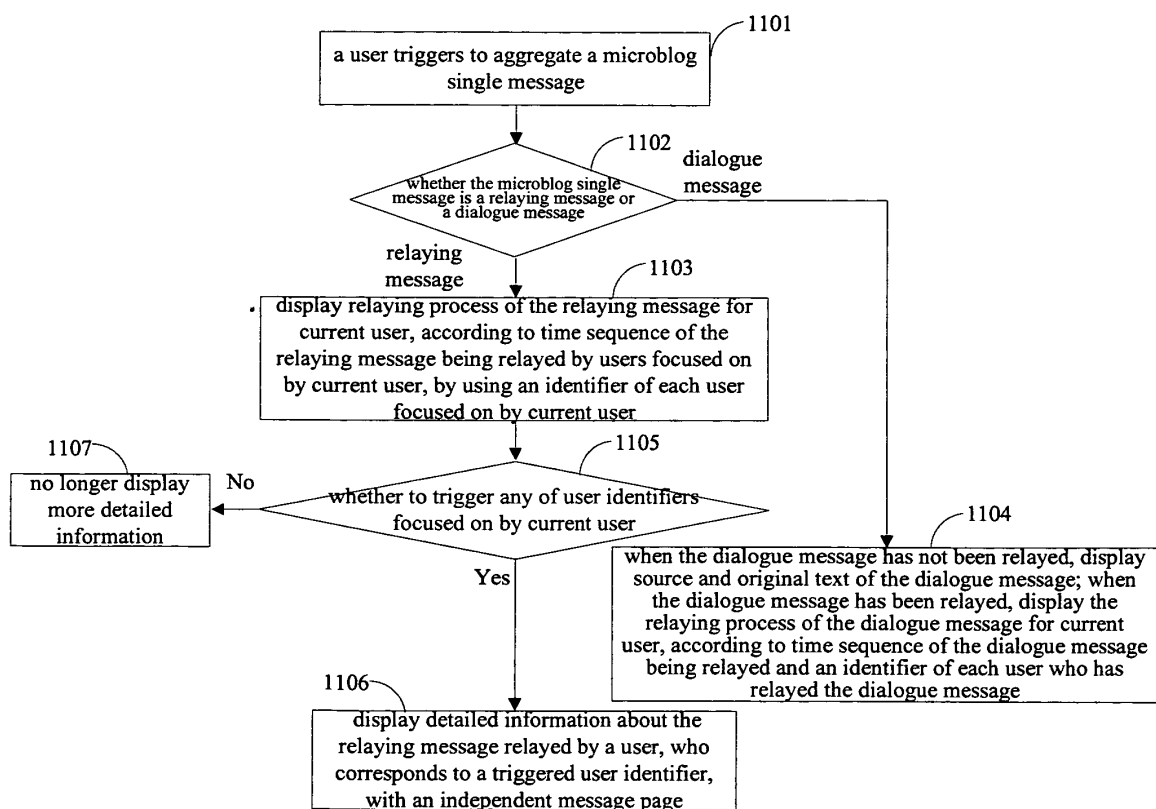 1101
a user triggers to aggregate a microblog
single message
1102
dialogue
message
whether the microblog single
message is a relaying message or
a dialogue message
relaying
message
1103
display relaying process of the relaying message for
current user, according to time sequence of the
relaying message being relayed by users focused on
by current user, by using an identifier of each user
focused on by current user
1107
1105
no longer display
more detailed
information
No
whether to trigger any of user identifiers
focused on by current user
Yes
1104
when the dialogue message has not been relayed, display
source and original text of the dialogue message; when
the dialogue message has been relayed, display the
relaying process of the dialogue message for current
user, according to time sequence of the dialogue message
being relayed and an identifier of each user who has
relayed the dialogue message
1106
display detailed information about the
relaying message relayed by a user, who
corresponds to a triggered user identifier,
with an independent message page